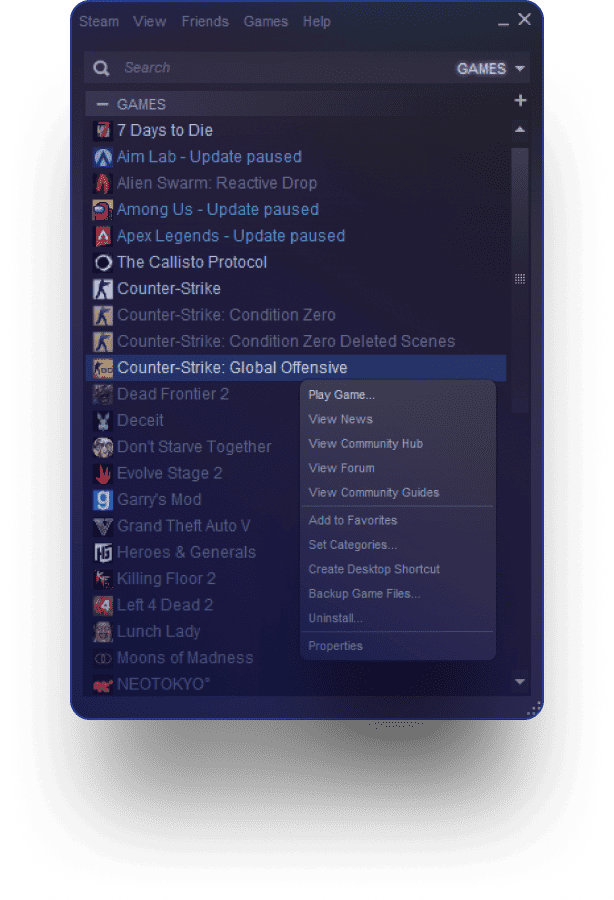 Steam View Friends Games Help
Search GAMES
GAMES
7 Days to Die
Aim Lab - Update paused
Alien Swarm: Reactive Drop
Among Us - Update paused
Apex Legends - Update paused
The Callisto Protocol
Counter-Strike
Counter-Strike: Condition Zero
Counter-Strike: Condition Zero Deleted Scenes
Counter-Strike: Global Offensive
Dead Frontier 2
Deceit
Don't Starve Together
Evolve Stage 2
Garry's Mod
Grand Theft Auto V
Heroes & Generals
Killing Floor 2
Left 4 Dead 2
Lunch Lady
Moons of Madness
NEOTOKYO°
Play Game...
View News
View Community Hub
View Forum
View Community Guides
Add to Favorites
Set Categories...
Create Desktop Shortcut
Backup Game Files...
Uninstall...
Properties